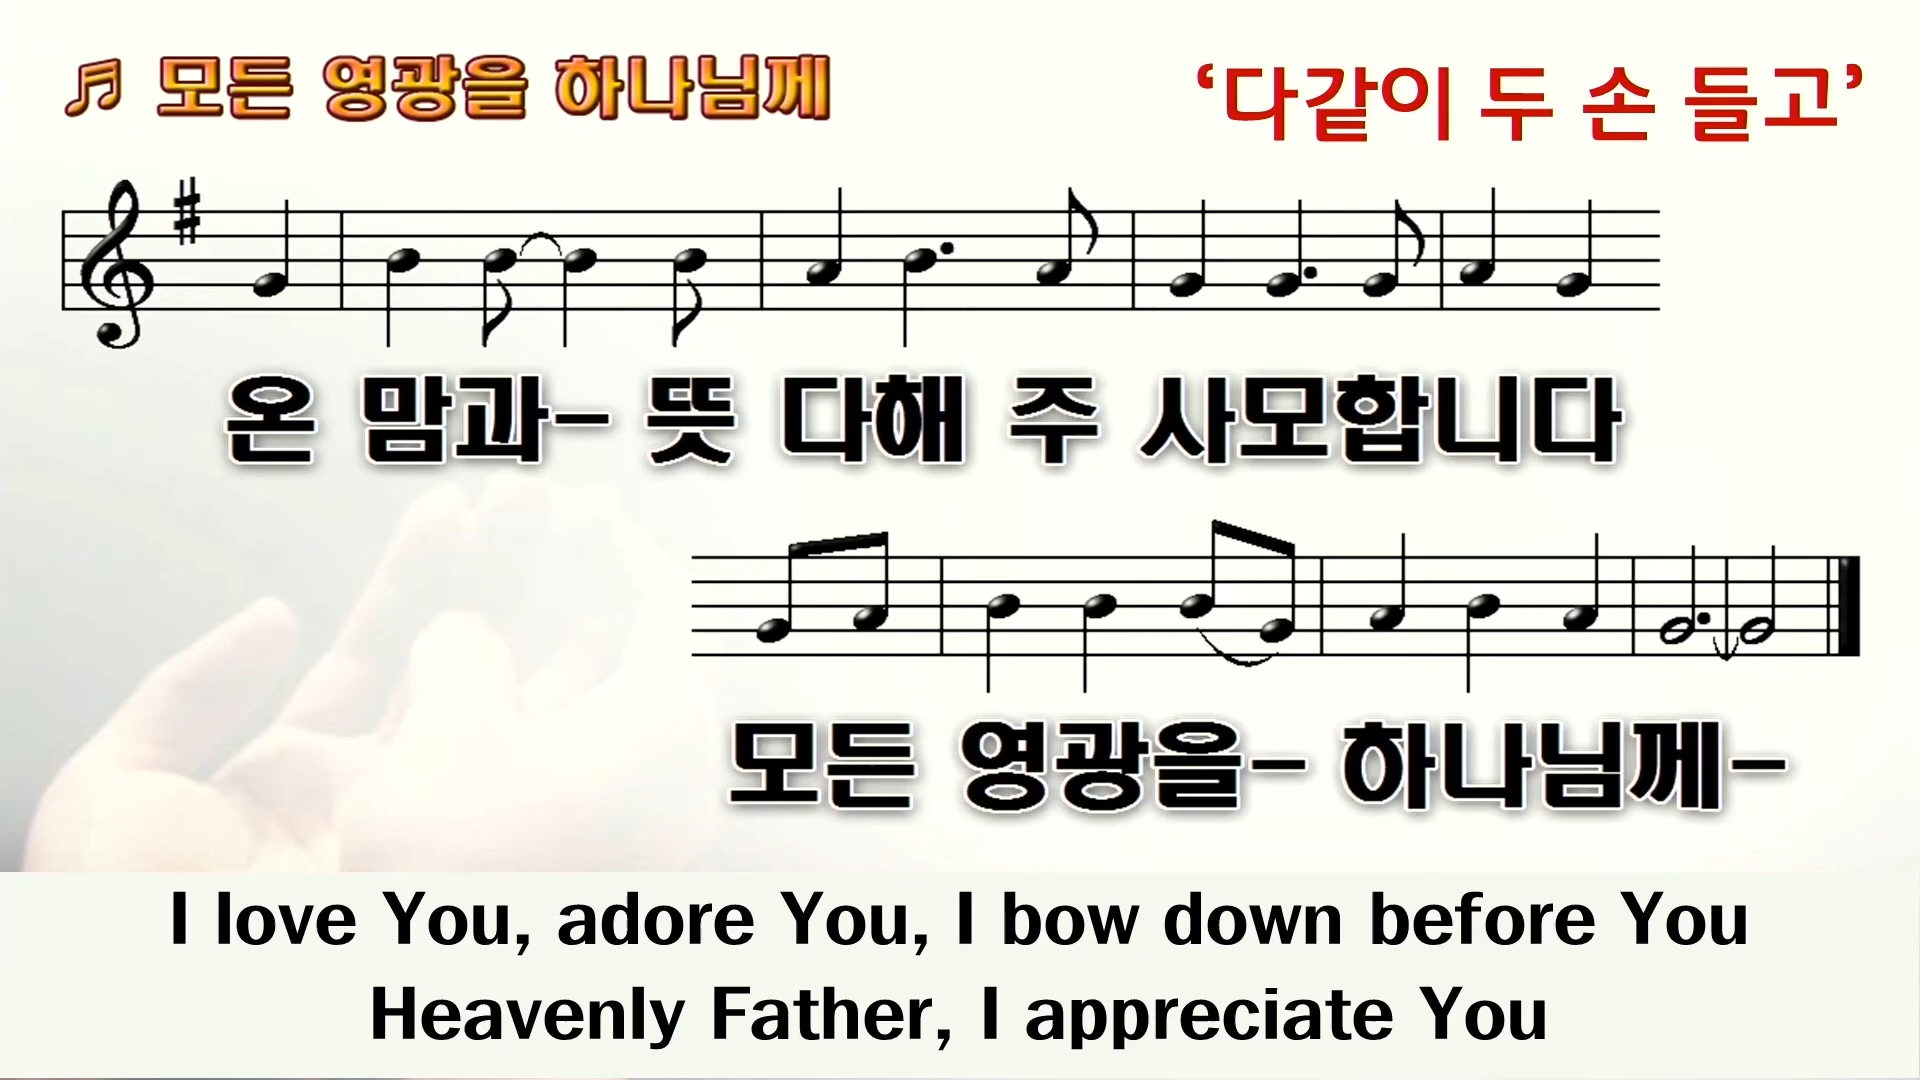 ♬ 모든 영광을 하나님께
‘다같이 두 손 들고’
온 맘과- 뜻 다해 주 사모합니다
모든 영광을- 하나님께-
I love You, adore You, I bow down before You
Heavenly Father, I appreciate You